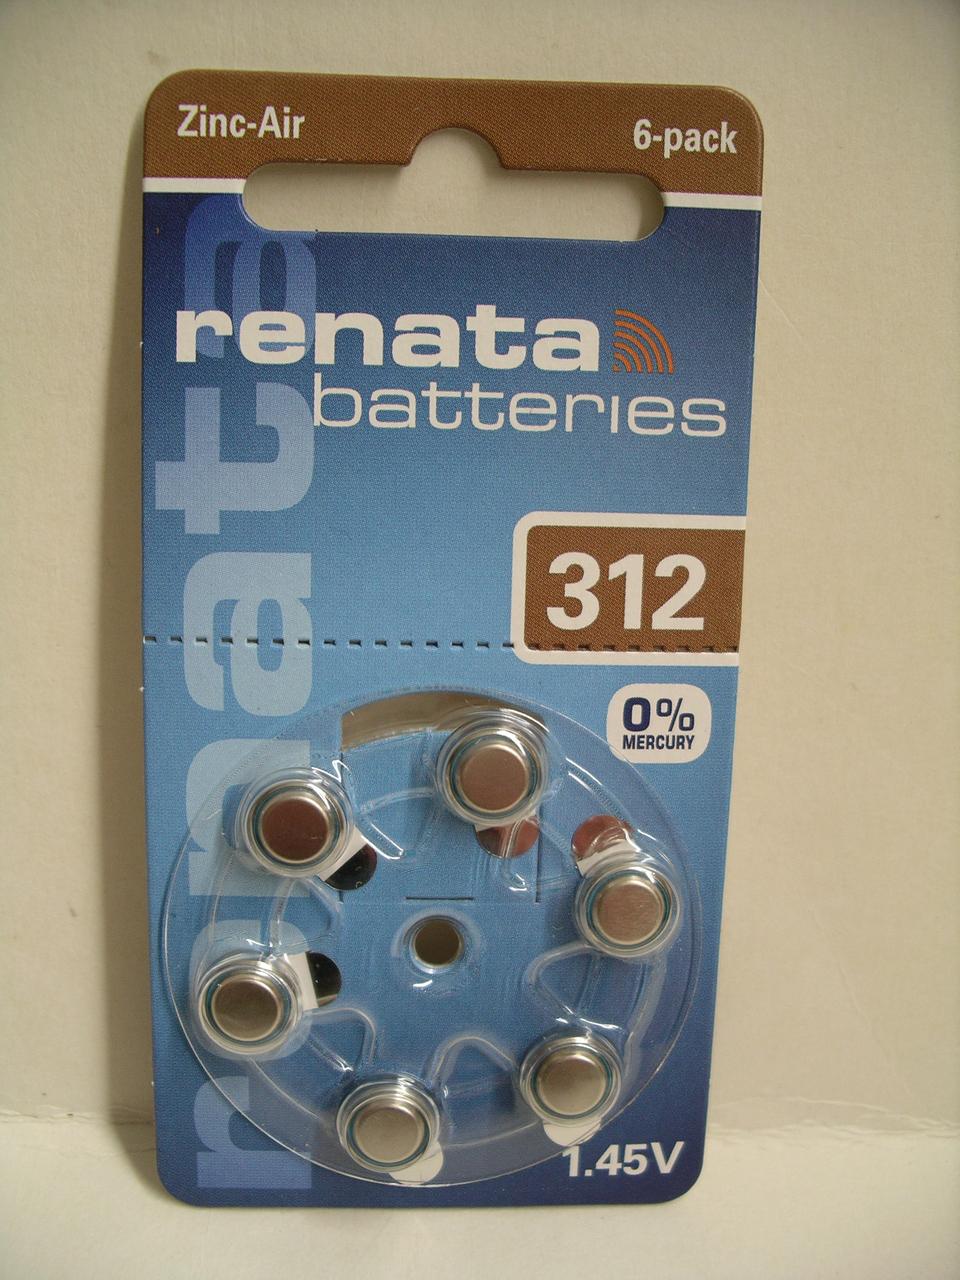 Zinc-Air
6-pack
renata
batteries
renata
312
0%
MERCURY
1.45V